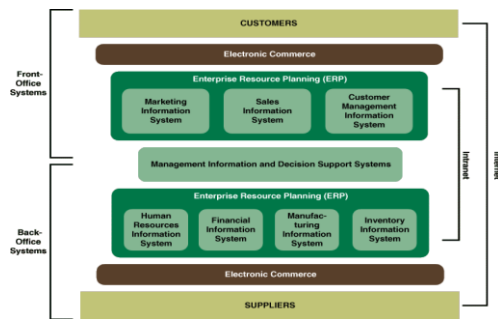 CUSTOMERS
Electronic Commerce
Enterprise Resource Planning (ERP)
Marketing
Information
System
Sales
Information
System
Customer
Management
Information
System
Front-
Office
Systems
Management Information and Decision Support Systems
Intranet
Internet
Enterprise Resource Planning (ERP)
Human
Resources
Information
System
Financial
Information
System
Manufac-
turing
Information
System
Inventory
Information
System
Back-
Office
Systems
Electronic Commerce
SUPPLIERS